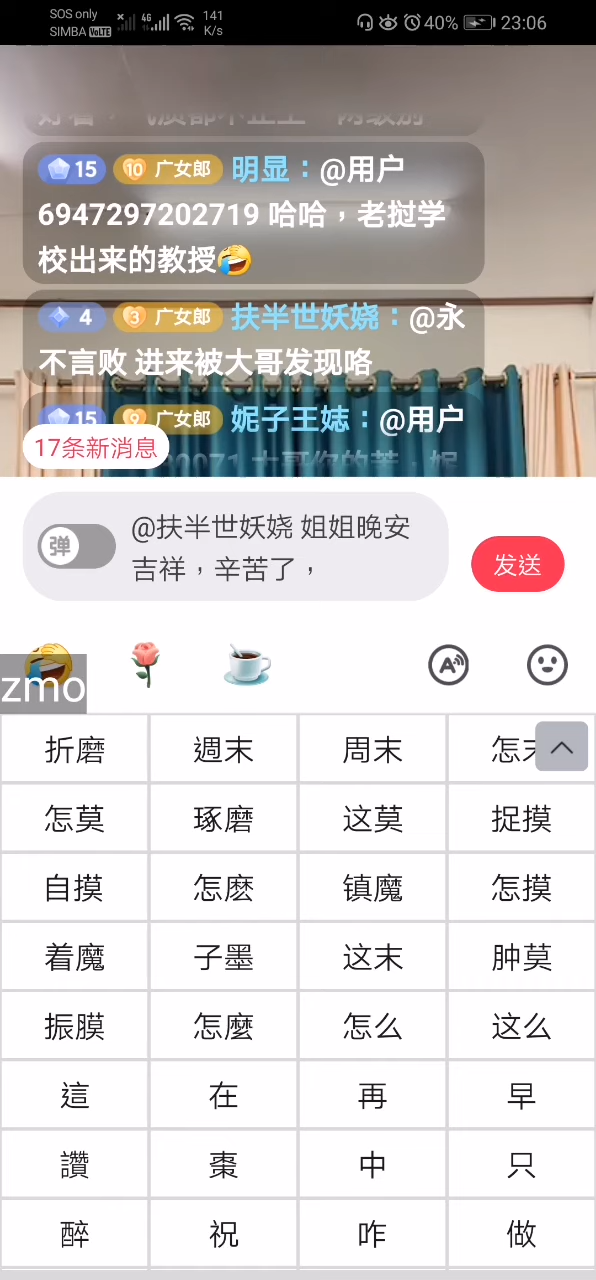 SOS only
4G
141
SIMBA VoLTE
K/s
40%
23:06
15 10 广女郎 明显：@用户
6947297202719 哈哈，老挝学
校出来的教授🤣
4 3 广女郎 扶半世妖娆：@永
不言败 进来被大哥发现咯
15 9 广女郎 妮子王娡：@用户
17条新消息
弹
@扶半世妖娆 姐姐晚安
吉祥，辛苦了，
发送
A
zmo
折磨 週末 周末
怎莫 琢磨 这莫 捉摸
自摸 怎麽 镇魔 怎摸
着魔 子墨 这末 肿莫
振膜 怎麼 怎么 这么
這 在 再 早
讚 棗 中 只
醉 祝 咋 做